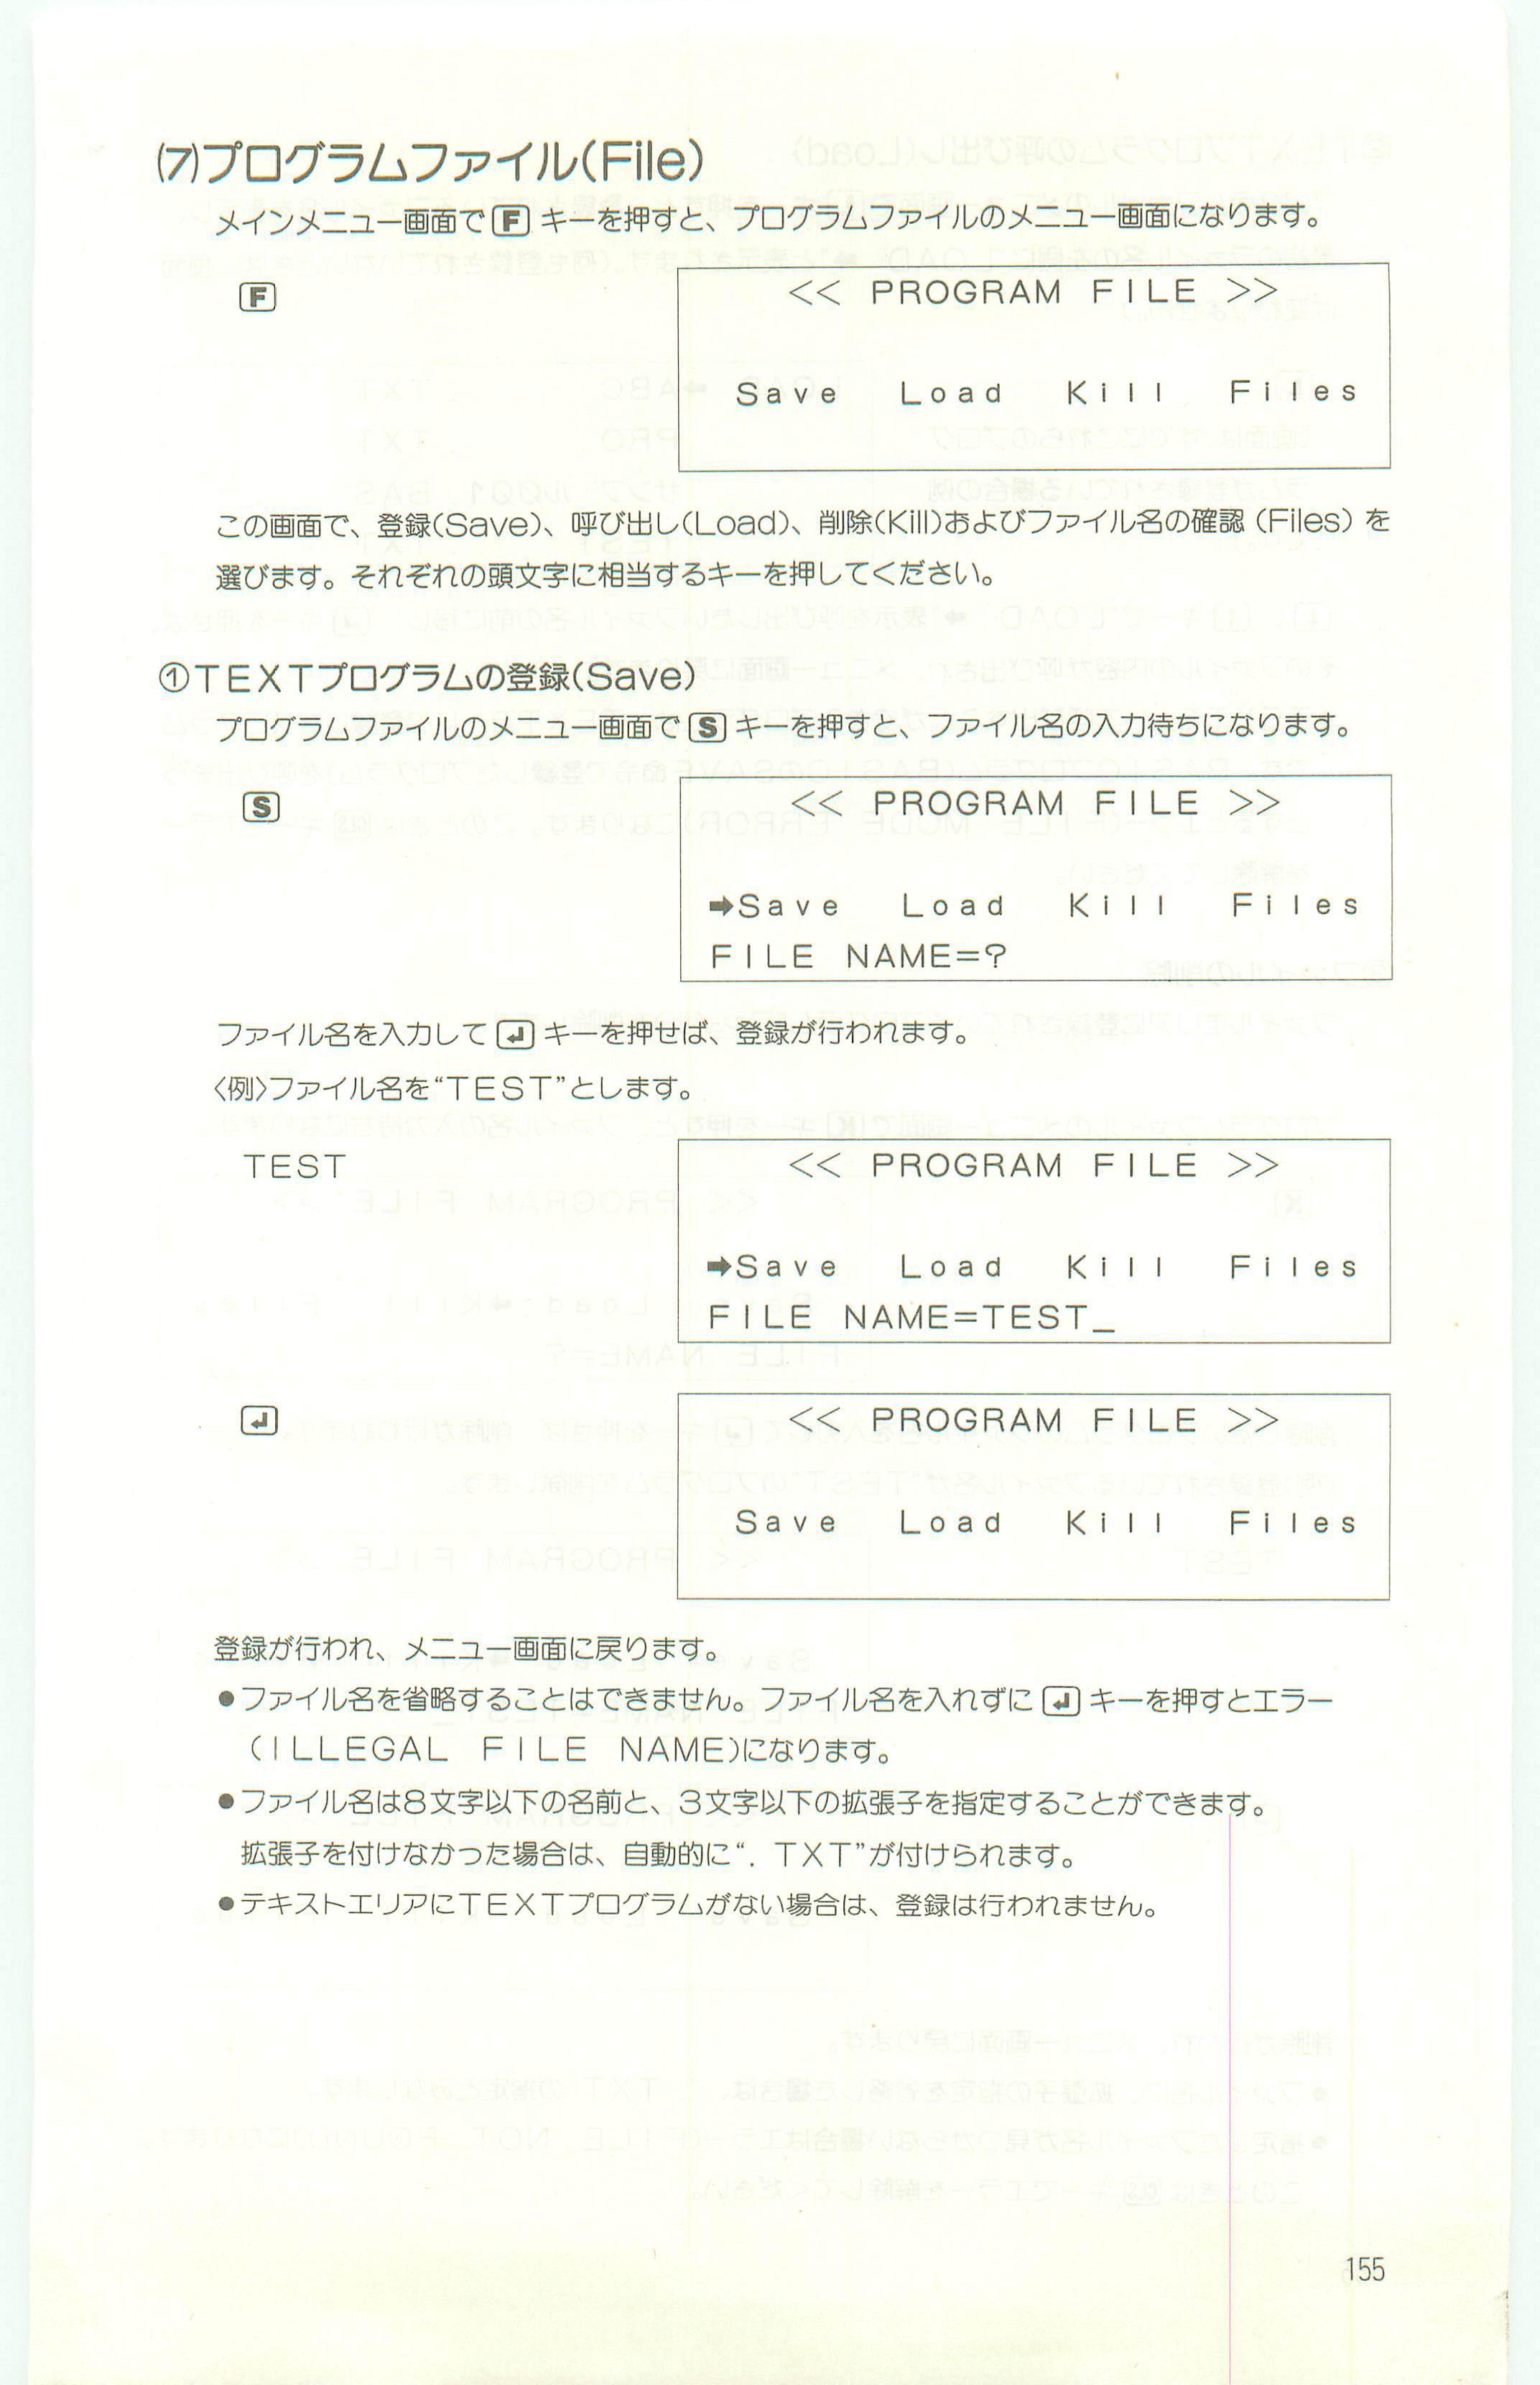 (7)プログラムファイル(File)
メインメニュー画面で F キーを押すと、プログラムファイルのメニュー画面になります。
F
<< PROGRAM FILE >>
Save Load Kill Files
この画面で、登録(Save)、呼び出し(Load)、削除(Kill)およびファイル名の確認 (Files) を
選びます。それぞれの頭文字に相当するキーを押してください。
①TEXTプログラムの登録(Save)
プログラムファイルのメニュー画面で S キーを押すと、ファイル名の入力待ちになります。
S
<< PROGRAM FILE >>
➡Save Load Kill Files
FILE NAME=?
ファイル名を入力して ↵ キーを押せば、登録が行われます。
〈例〉ファイル名を“TEST”とします。
TEST
<< PROGRAM FILE >>
➡Save Load Kill Files
FILE NAME=TEST_
↵
<< PROGRAM FILE >>
Save Load Kill Files
登録が行われ、メニュー画面に戻ります。
●ファイル名を省略することはできません。ファイル名を入れずに ↵ キーを押すとエラー
(ILLEGAL FILE NAME)になります。
●ファイル名は8文字以下の名前と、3文字以下の拡張子を指定することができます。
拡張子を付けなかった場合は、自動的に“. TXT”が付けられます。
●テキストエリアにTEXTプログラムがない場合は、登録は行われません。
155